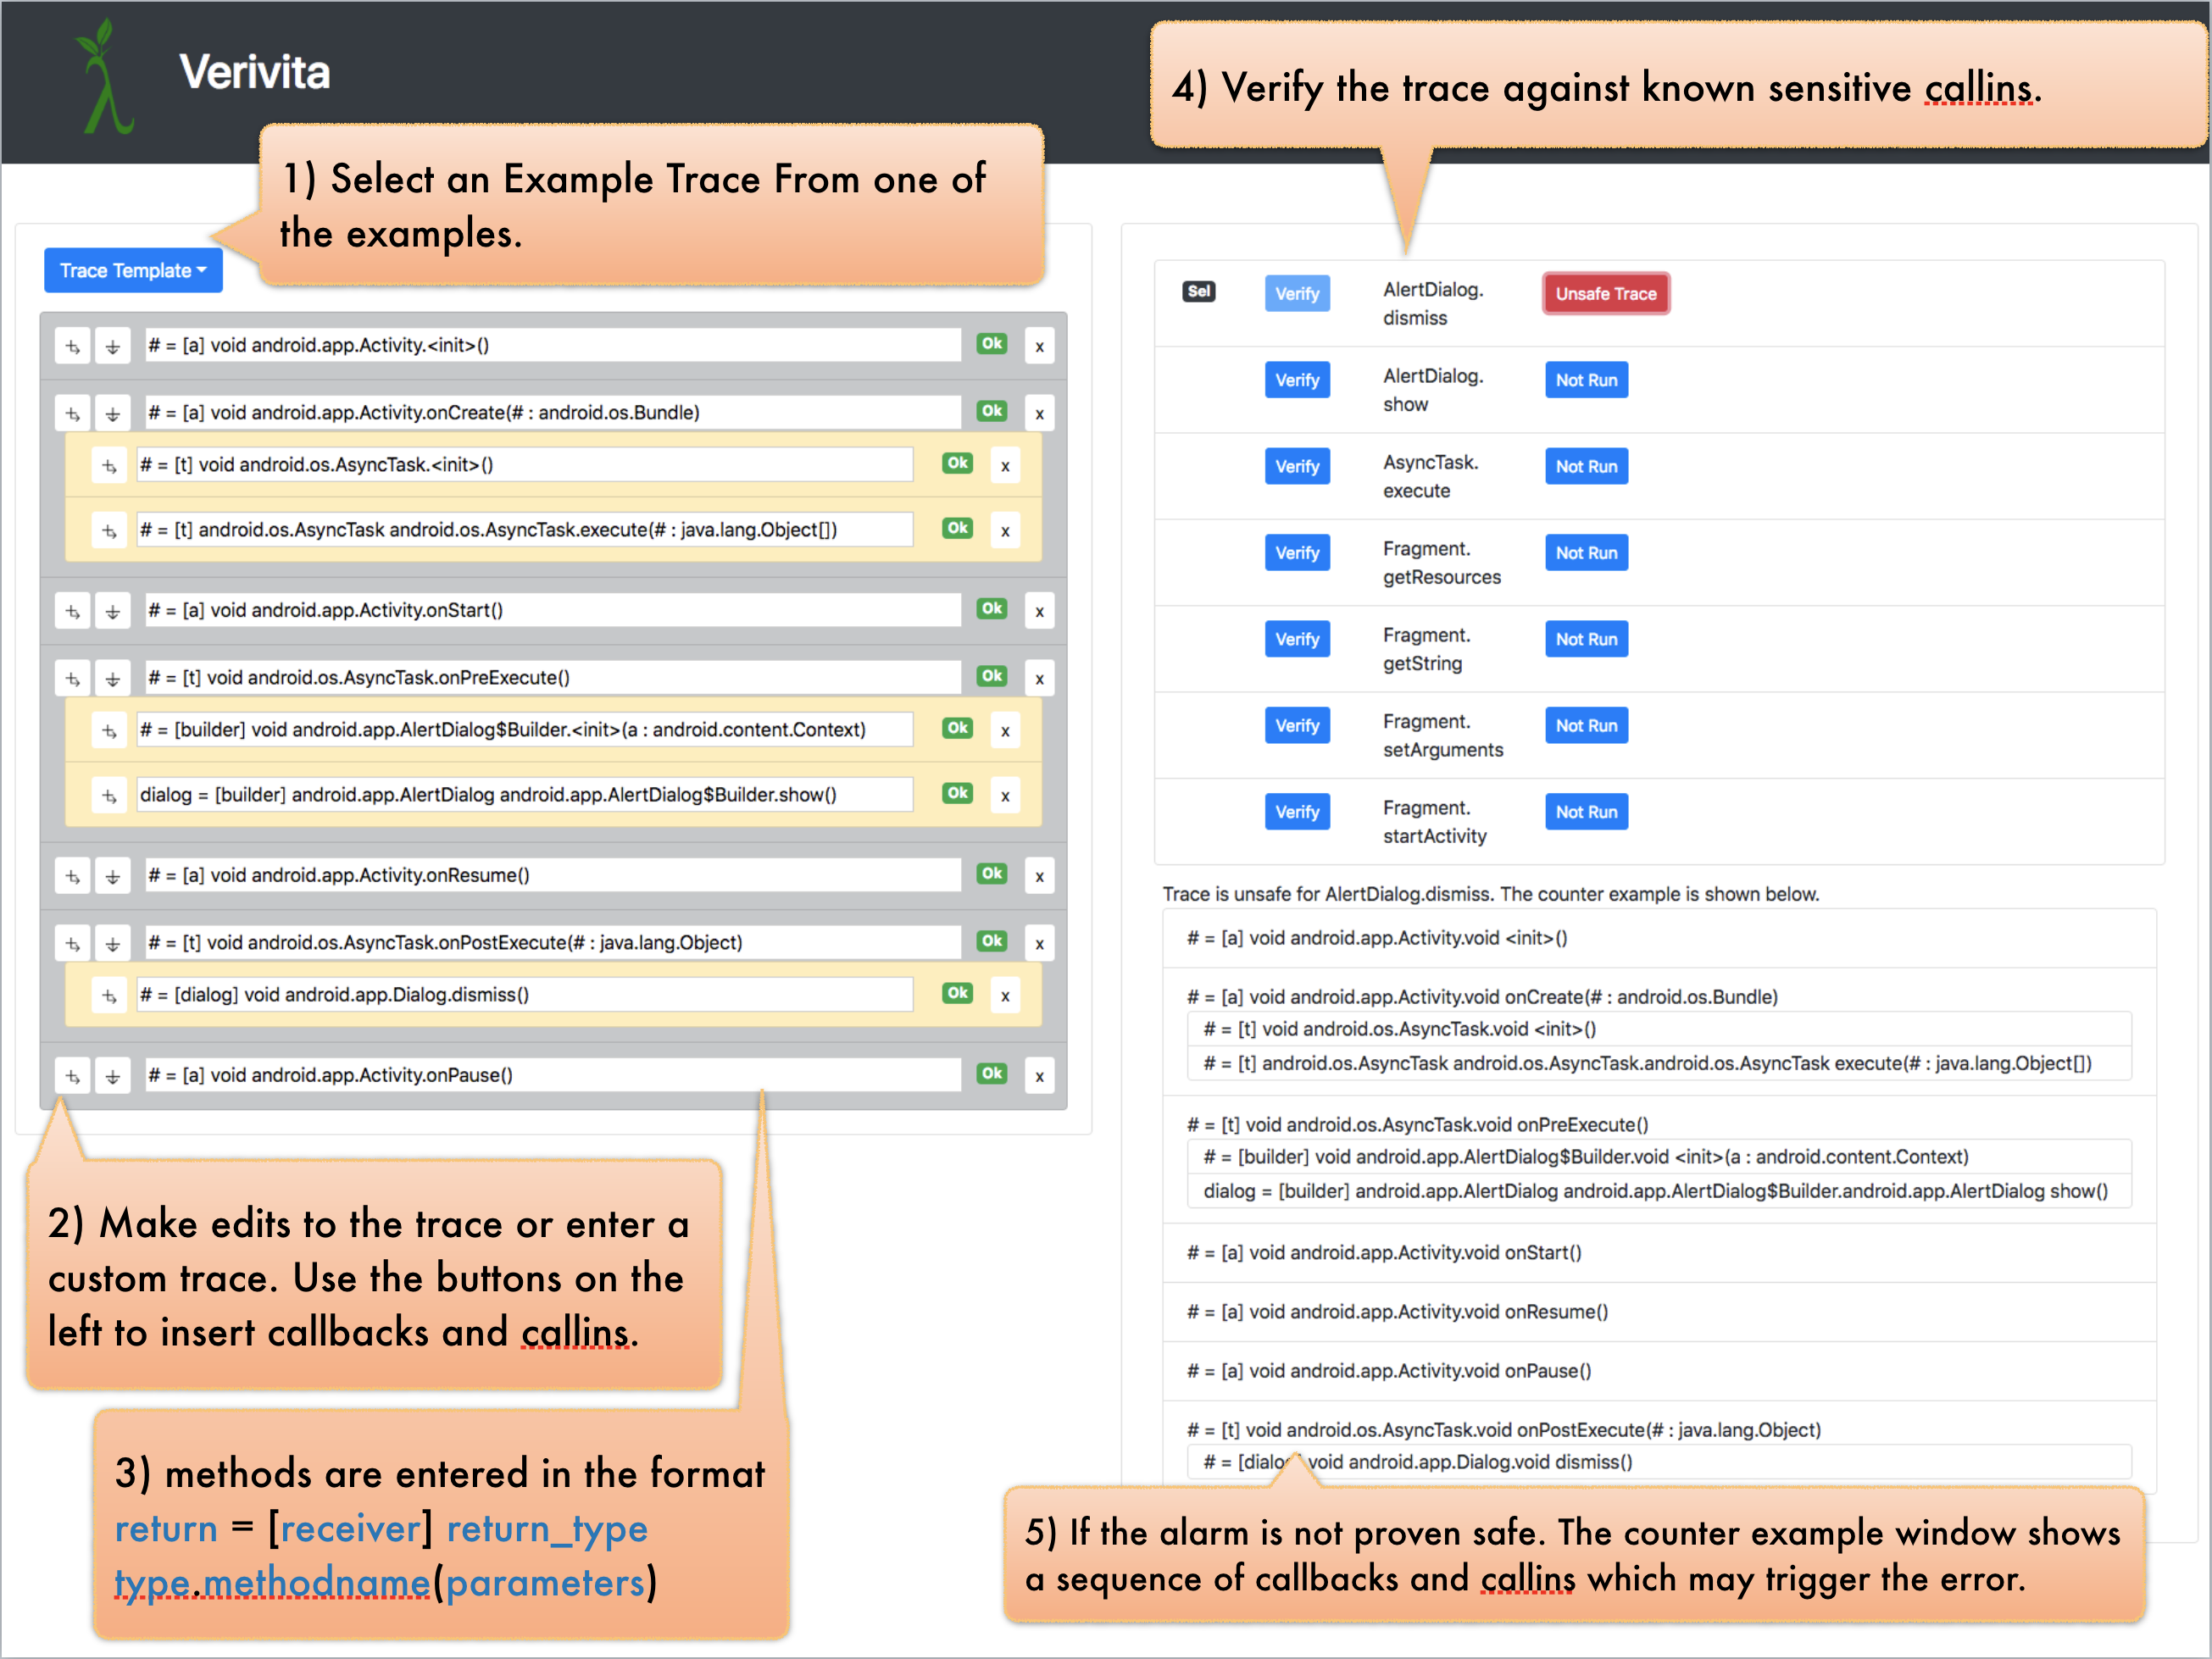 Verivita
4) Verify the trace against known sensitive callins.
1) Select an Example Trace From one of
the examples.
Trace Template
# = [a] void android.app.Activity.<init>()
Ok
x
# = [a] void android.app.Activity.onCreate(# : android.os.Bundle)
Ok
x
# = [t] void android.os.AsyncTask.<init>()
Ok
x
# = [t] android.os.AsyncTask android.os.AsyncTask.execute(# : java.lang.Object[])
Ok
x
# = [a] void android.app.Activity.onStart()
Ok
x
# = [t] void android.os.AsyncTask.onPreExecute()
Ok
x
# = [builder] void android.app.AlertDialog$Builder.<init>(a : android.content.Context)
Ok
x
dialog = [builder] android.app.AlertDialog android.app.AlertDialog$Builder.show()
Ok
x
# = [a] void android.app.Activity.onResume()
Ok
x
# = [t] void android.os.AsyncTask.onPostExecute(# : java.lang.Object)
Ok
x
# = [dialog] void android.app.Dialog.dismiss()
Ok
x
# = [a] void android.app.Activity.onPause()
Ok
x
2) Make edits to the trace or enter a
custom trace. Use the buttons on the
left to insert callbacks and callins.
3) methods are entered in the format
return = [receiver] return_type
type.methodname(parameters)
Sel
Verify
AlertDialog.
dismiss
Unsafe Trace
Verify
AlertDialog.
show
Not Run
Verify
AsyncTask.
execute
Not Run
Verify
Fragment.
getResources
Not Run
Verify
Fragment.
getString
Not Run
Verify
Fragment.
setArguments
Not Run
Verify
Fragment.
startActivity
Not Run
Trace is unsafe for AlertDialog.dismiss. The counter example is shown below.
# = [a] void android.app.Activity.void <init>()
# = [a] void android.app.Activity.void onCreate(# : android.os.Bundle)
# = [t] void android.os.AsyncTask.void <init>()
# = [t] android.os.AsyncTask android.os.AsyncTask.android.os.AsyncTask execute(# : java.lang.Object[])
# = [t] void android.os.AsyncTask.void onPreExecute()
# = [builder] void android.app.AlertDialog$Builder.void <init>(a : android.content.Context)
dialog = [builder] android.app.AlertDialog android.app.AlertDialog$Builder.android.app.AlertDialog show()
# = [a] void android.app.Activity.void onStart()
# = [a] void android.app.Activity.void onResume()
# = [a] void android.app.Activity.void onPause()
# = [t] void android.os.AsyncTask.void onPostExecute(# : java.lang.Object)
# = [dialog] void android.app.Dialog.void dismiss()
5) If the alarm is not proven safe. The counter example window shows
a sequence of callbacks and callins which may trigger the error.